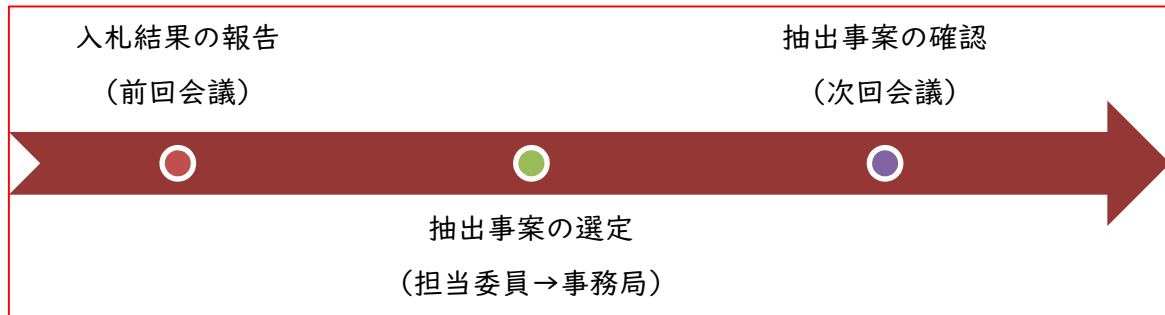 入札結果の報告
（前回会議）
抽出事案の選定
（担当委員→事務局）
抽出事案の確認
（次回会議）